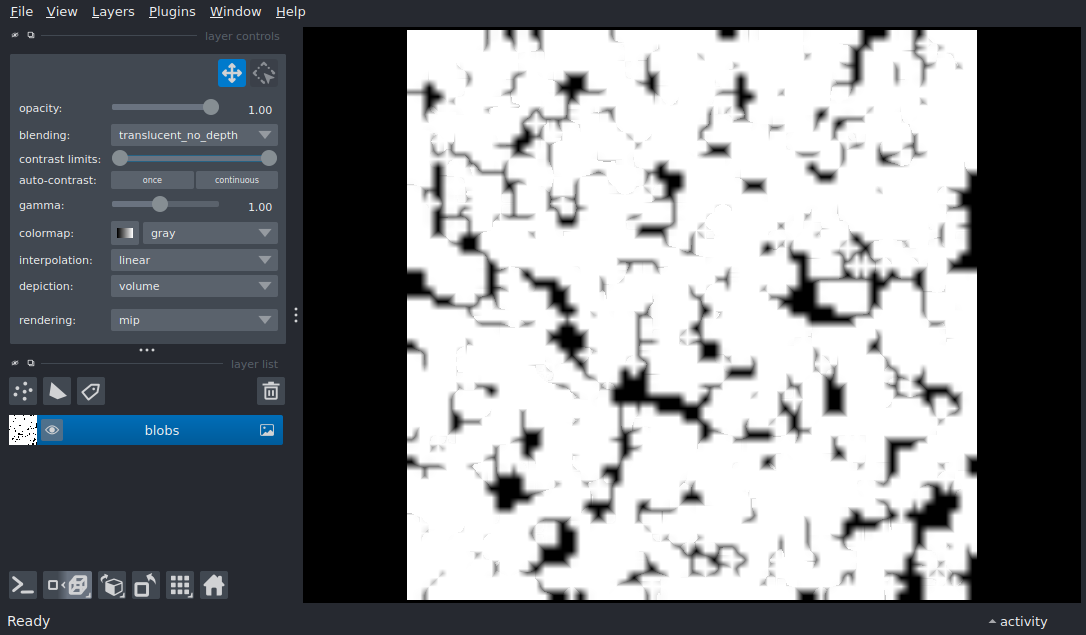 File View Layers Plugins Window Help
layer controls
opacity: 1.00
blending: translucent_no_depth
contrast limits:
auto-contrast: once continuous
gamma: 1.00
colormap: gray
interpolation: linear
depiction: volume
rendering: mip
layer list
blobs
Ready activity